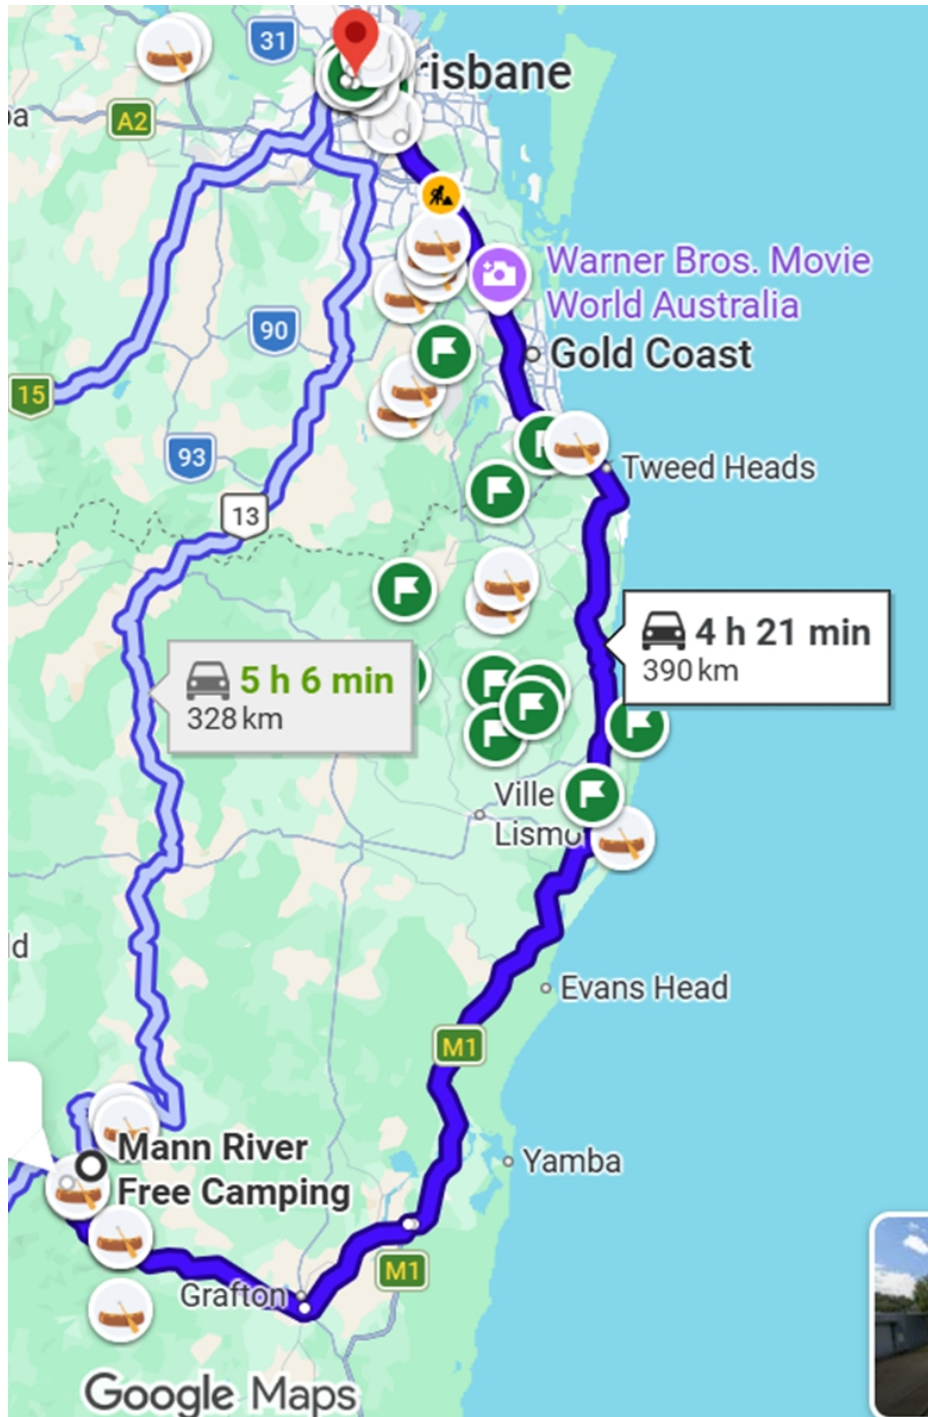 31
risbane
A2
Warner Bros. Movie
World Australia
90
Gold Coast
15
93
Tweed Heads
13
4 h 21 min
390 km
5 h 6 min
328 km
Ville
Lismo
ld
Evans Head
M1
Mann River
Free Camping
Yamba
M1
Grafton
Google Maps